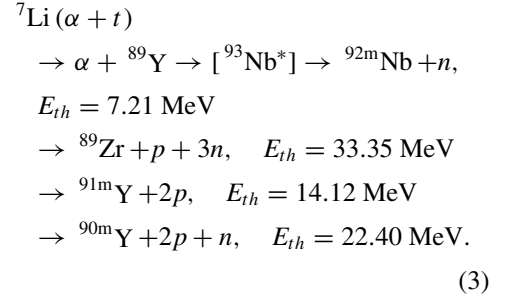 ⁷Li (α + t)
→ α + ⁸⁹Y → [⁹³Nb*] → ⁹²ᵐNb + n,
E_th = 7.21 MeV
→ ⁸⁹Zr + p + 3n, E_th = 33.35 MeV
→ ⁹¹ᵐY + 2p, E_th = 14.12 MeV
→ ⁹⁰ᵐY + 2p + n, E_th = 22.40 MeV.
(3)